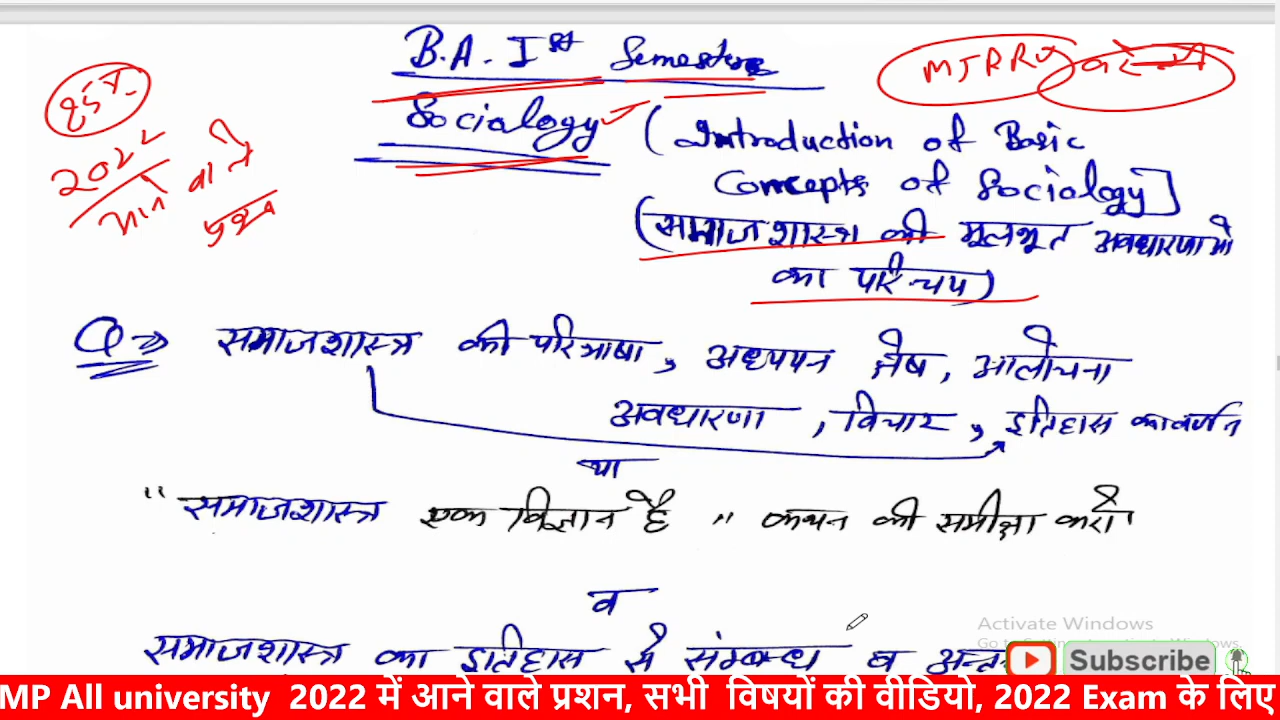 B.A. Ist Semester
Sociology (Introduction of Basic
Concepts of Sociology]
(समाजशास्त्र की मूलभूत अवधारणाओ
का परिचय)
2022
आने वाले
प्रश्न
Q समाजशास्त्र की परिभाषा, अध्ययन क्षेष, आलोचना
अवधारणा, विचार, इतिहास का वर्णन
या
"समाजशास्त्र एक विज्ञान है" कथन की समीक्षा करो
व
समाजशास्त्र का इतिहास से संम्बन्ध व
Activate Windows
Subscribe
MP All university 2022 में आने वाले प्रशन, सभी विषयों की वीडियो, 2022 Exam के लिए